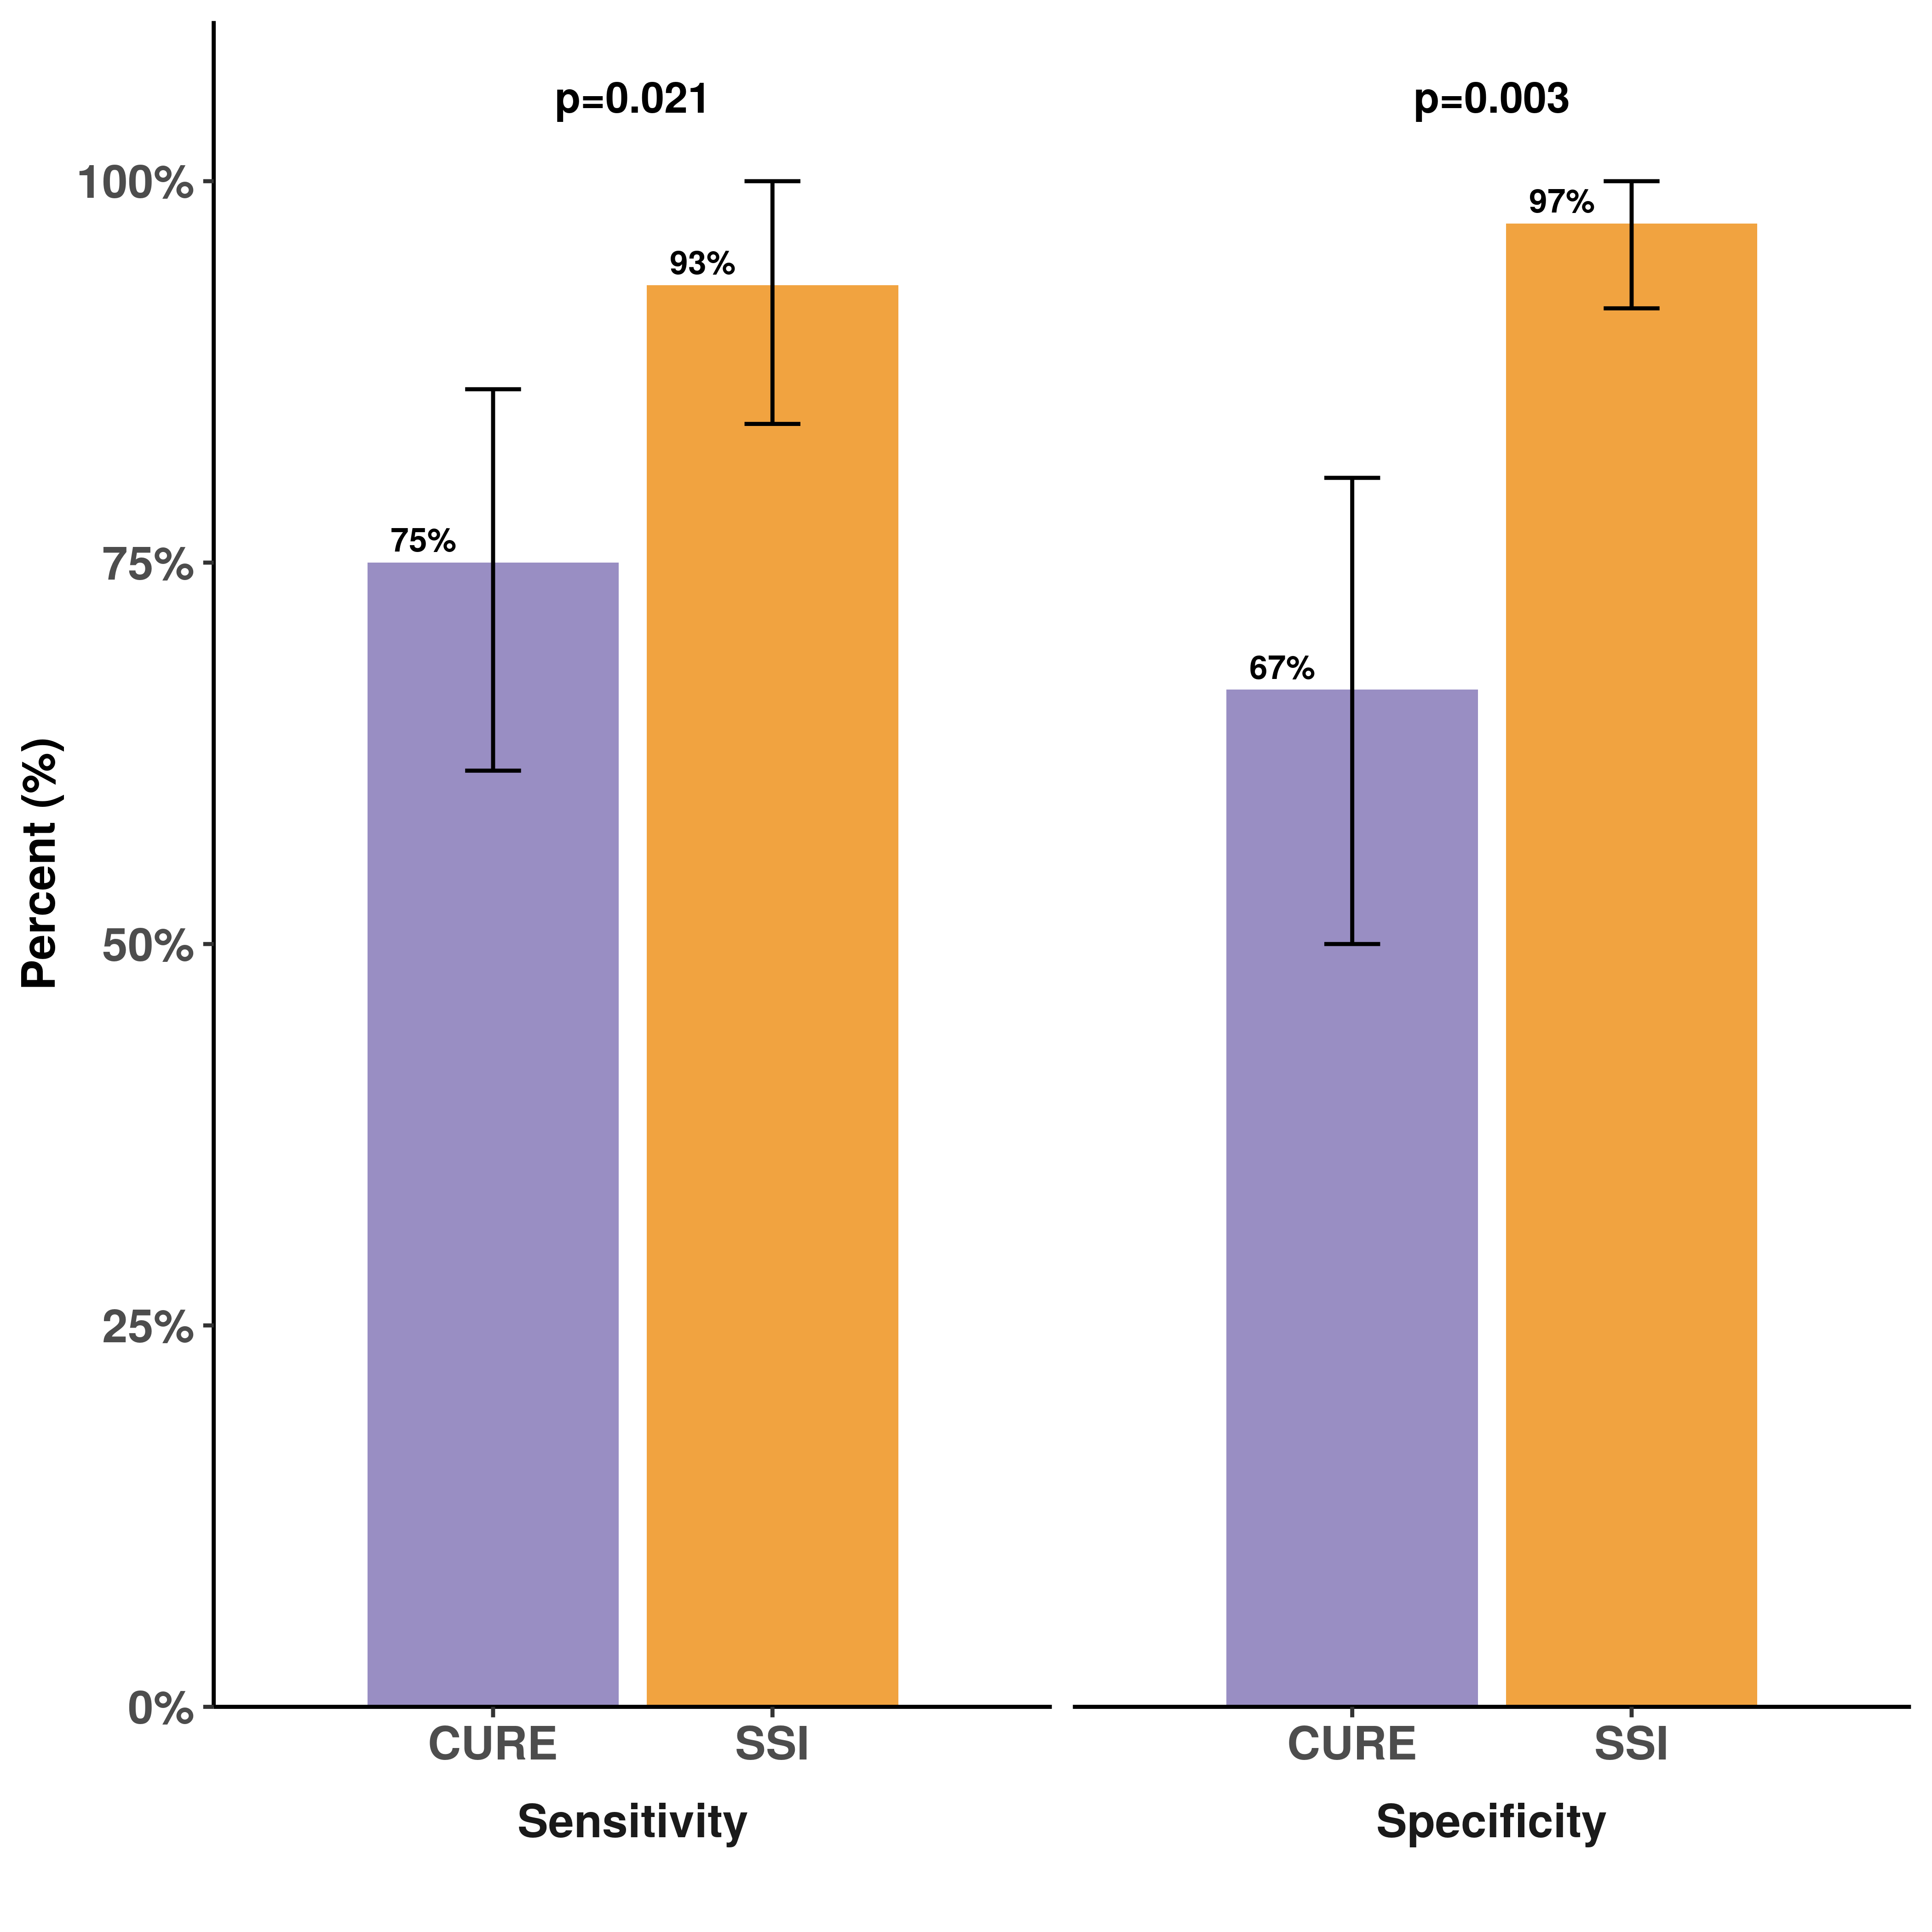 p=0.021
p=0.003
100%
97%
93%
75%
75%
67%
50%
25%
0%
Percent (%)
CURE SSI CURE SSI
Sensitivity Specificity